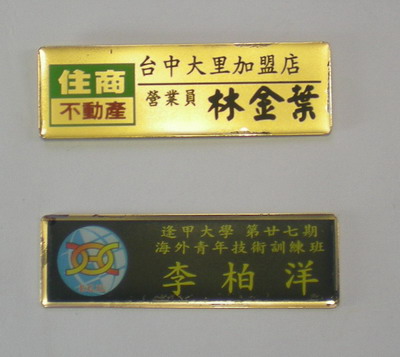 住商
不動產
台中大里加盟店
營業員 林金葉
逢甲大學 第廿七期
海外青年技術訓練班
李柏洋